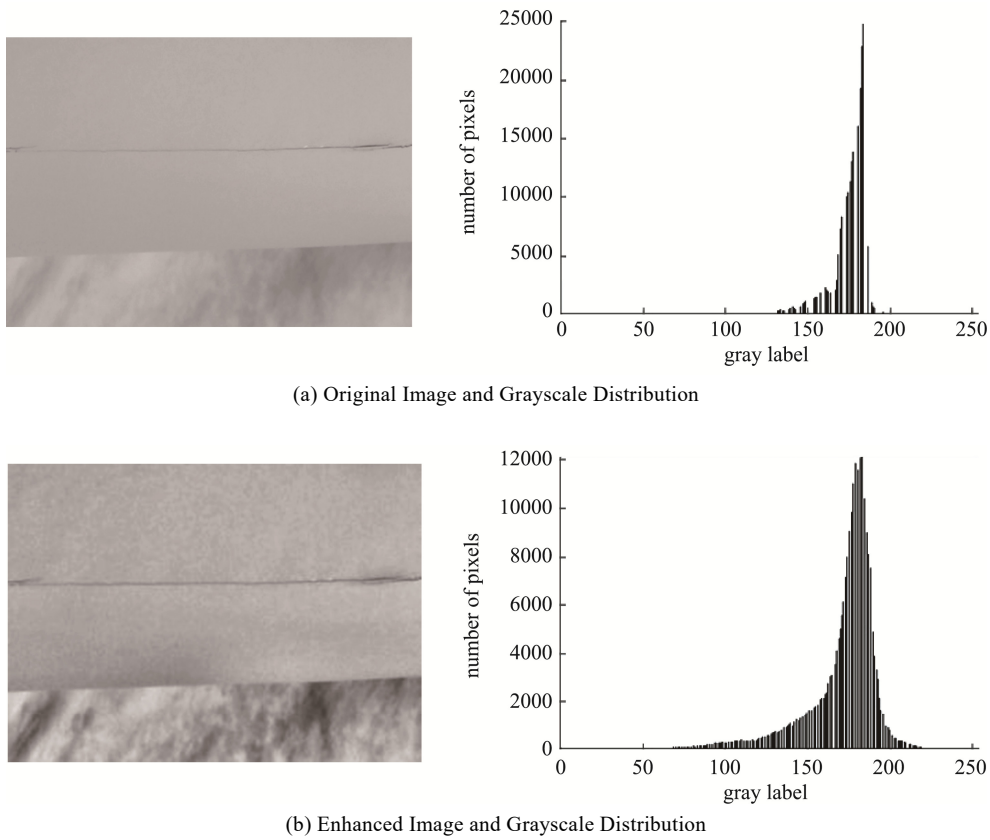 25000
20000
15000
10000
5000
0
number of pixels
0 50 100 150 200 250
gray label
(a) Original Image and Grayscale Distribution
12000
10000
8000
6000
4000
2000
0
number of pixels
0 50 100 150 200 250
gray label
(b) Enhanced Image and Grayscale Distribution